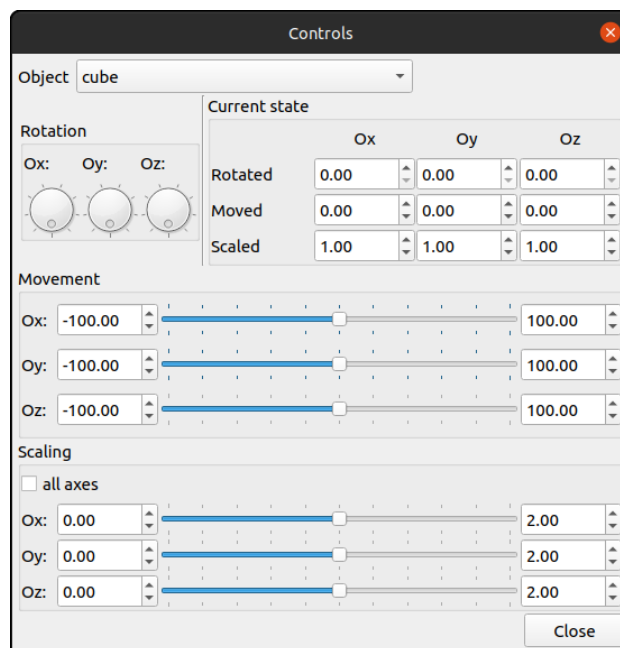 Controls
Object cube
Current state
Rotation
Ox Oy Oz
Ox: Oy: Oz:
Rotated 0.00 0.00 0.00
Moved 0.00 0.00 0.00
Scaled 1.00 1.00 1.00
Movement
Ox: -100.00 100.00
Oy: -100.00 100.00
Oz: -100.00 100.00
Scaling
all axes
Ox: 0.00 2.00
Oy: 0.00 2.00
Oz: 0.00 2.00
Close